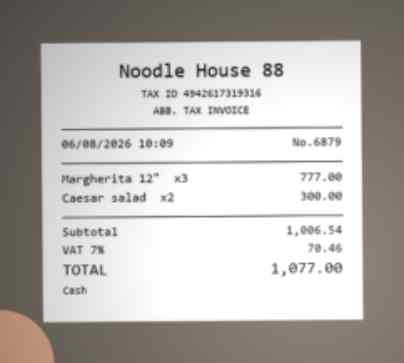 Noodle House 88
TAX ID 4942617319316
ABB. TAX INVOICE
06/08/2026 10:09 No.6879
Margherita 12" x3 777.00
Caesar salad x2 300.00
Subtotal 1,006.54
VAT 7% 70.46
TOTAL 1,077.00
Cash